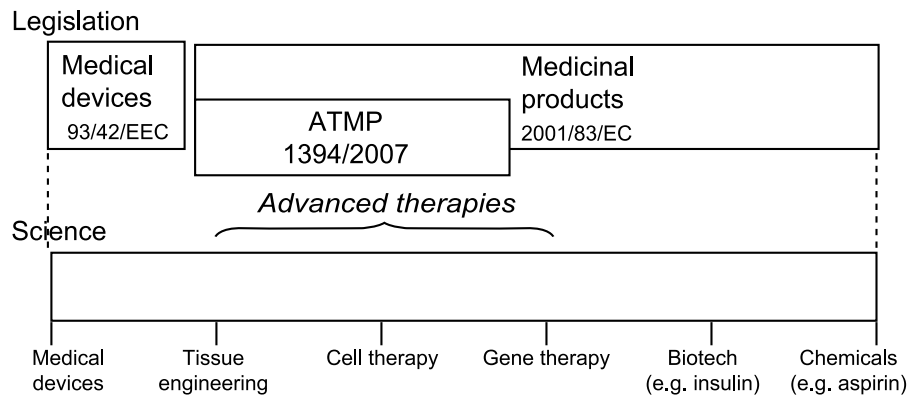 Legislation
Medical
devices
93/42/EEC
Medicinal
products
2001/83/EC
ATMP
1394/2007
Advanced therapies
Science
Medical
devices
Tissue
engineering
Cell therapy
Gene therapy
Biotech
(e.g. insulin)
Chemicals
(e.g. aspirin)